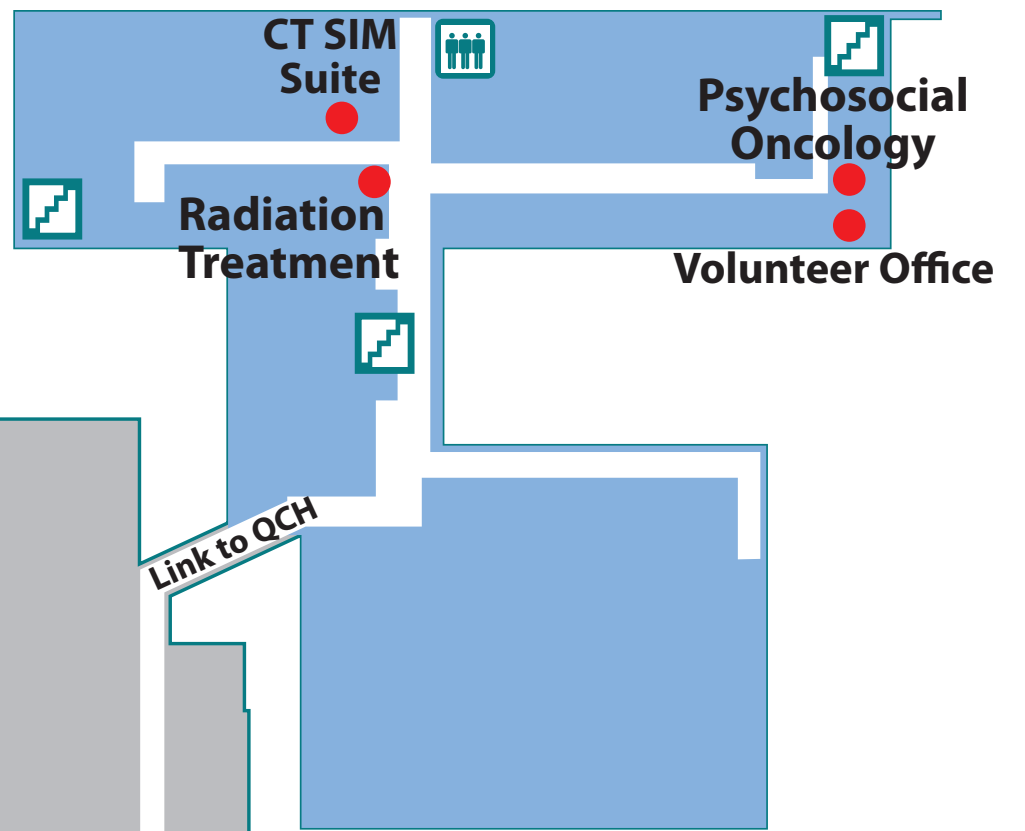 CT SIM
Suite
Psychosocial
Oncology
Radiation
Treatment
Volunteer Office
Link to QCH